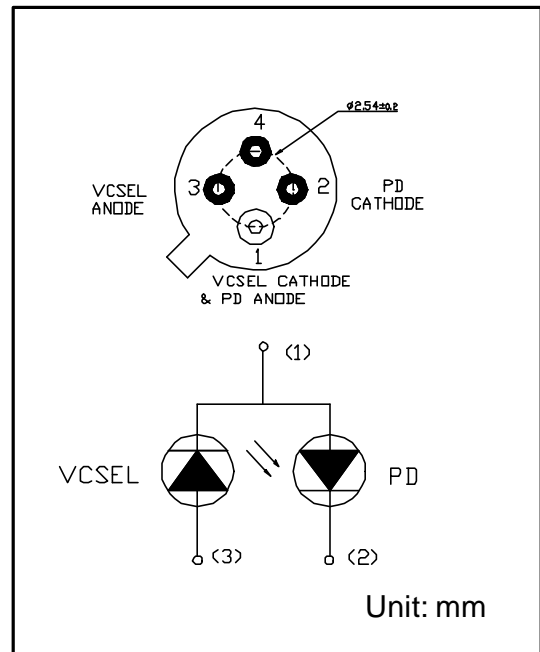 ø2.54±0.2
4
3
2
VCSEL
ANODE
PD
CATHODE
1
VCSEL CATHODE
& PD ANODE
(1)
VCSEL
PD
(3)
(2)
Unit: mm